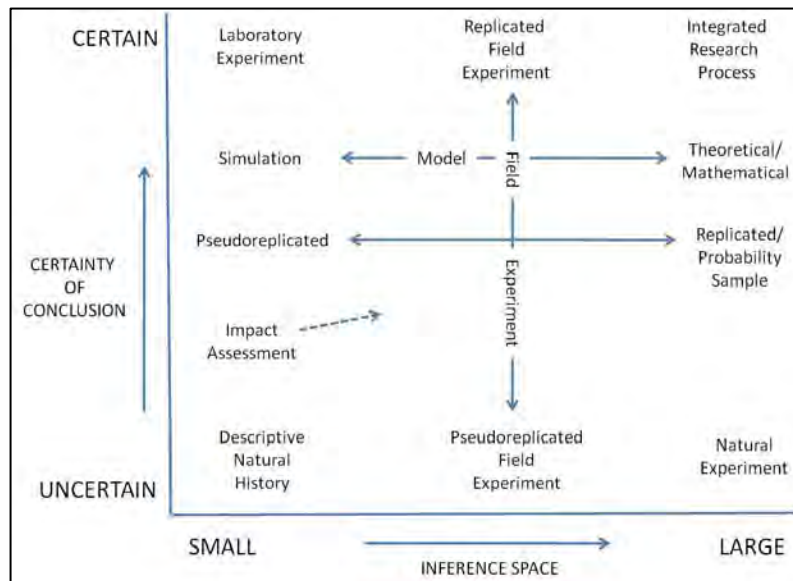 CERTAIN
Laboratory
Experiment
Replicated
Field
Experiment
Integrated
Research
Process
Simulation
Model
Field
Theoretical/
Mathematical
CERTAINTY
OF
CONCLUSION
Pseudoreplicated
Experiment
Replicated/
Probability
Sample
Impact
Assessment
Descriptive
Natural
History
Pseudoreplicated
Field
Experiment
Natural
Experiment
UNCERTAIN
SMALL
LARGE
INFERENCE SPACE